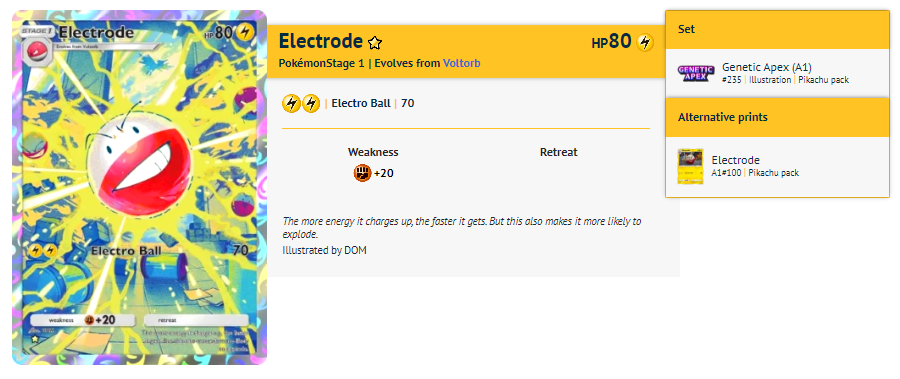 STAGE 1
Electrode
HP 80
Evolves from Voltorb
Electro Ball 70
weakness +20 retreat
Electrode
HP80
PokémonStage 1 | Evolves from Voltorb
| Electro Ball | 70
Weakness Retreat
+20
The more energy it charges up, the faster it gets. But this also makes it more likely to
explode.
Illustrated by DOM
Set
GENETIC
APEX
Genetic Apex (A1)
#235 | Illustration | Pikachu pack
Alternative prints
Electrode
A1#100 | Pikachu pack